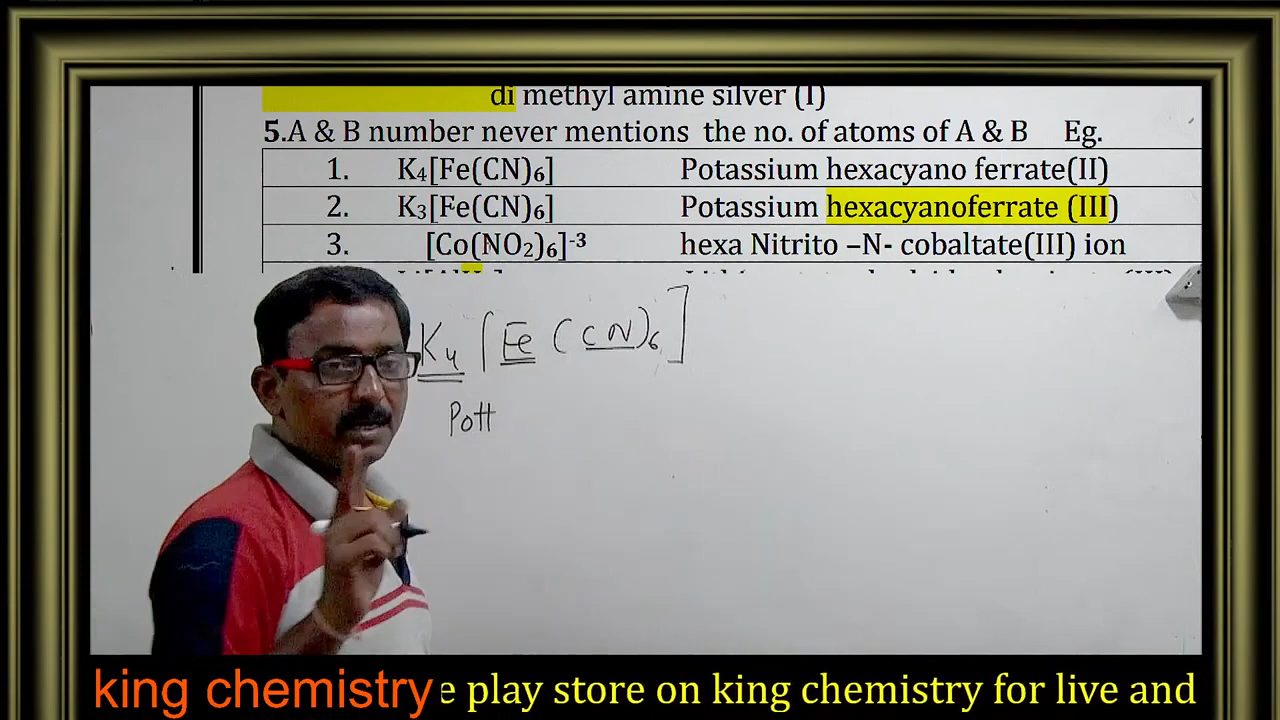 di methyl amine silver (I)
5.A & B number never mentions the no. of atoms of A & B Eg.
1. K₄[Fe(CN)₆] Potassium hexacyano ferrate(II)
2. K₃[Fe(CN)₆] Potassium hexacyanoferrate (III)
3. [Co(NO₂)₆]⁻³ hexa Nitrito –N- cobaltate(III) ion
K₄ [Fe (CN)₆]
Pott
king chemistry e play store on king chemistry for live and